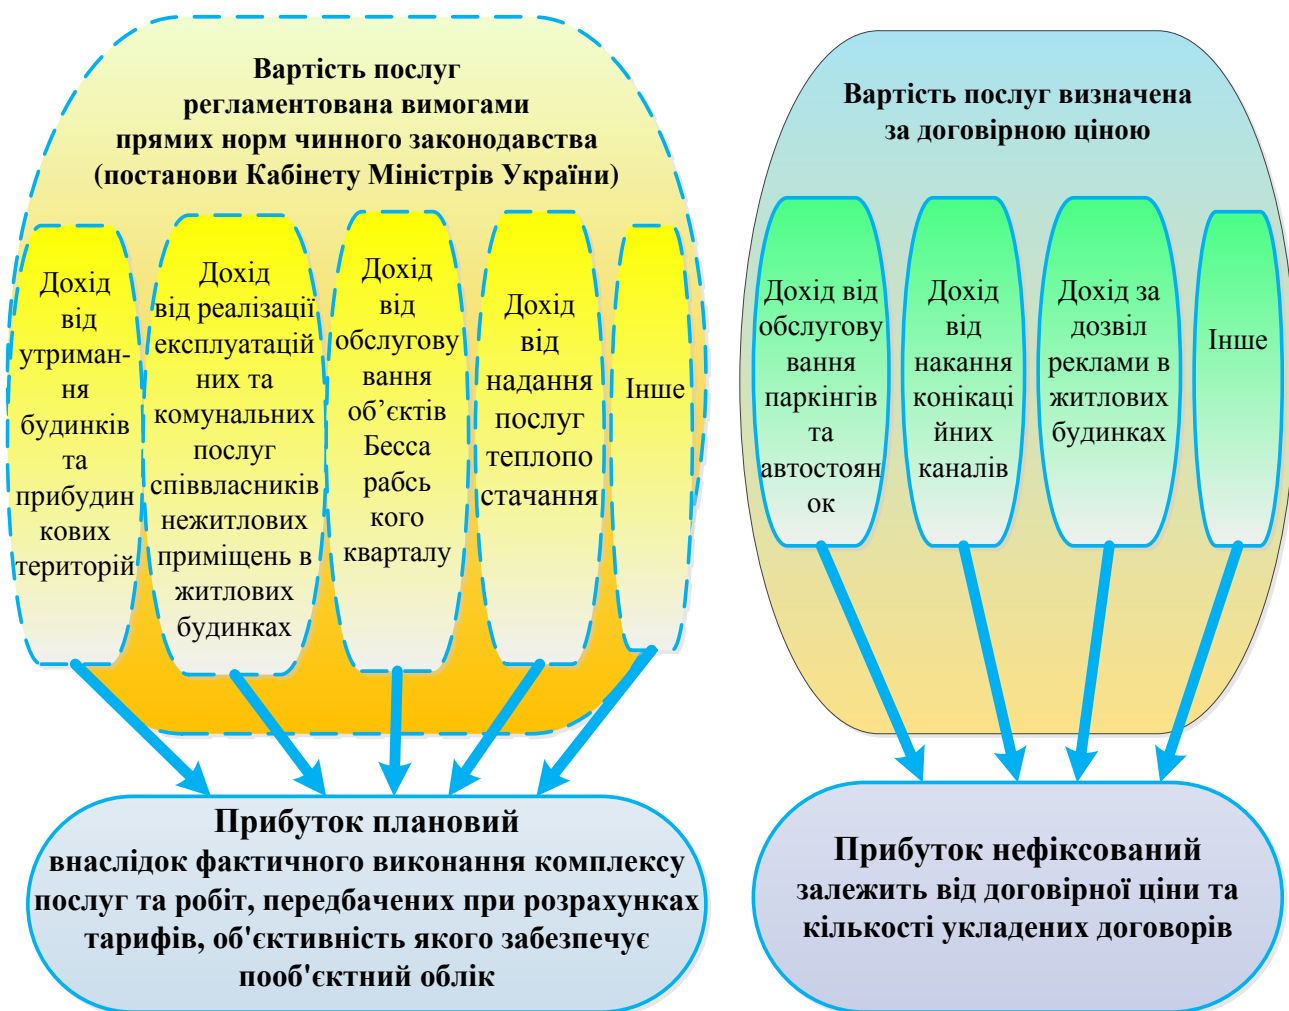 Вартість послуг
регламентована вимогами
прямих норм чинного законодавства
(постанови Кабінету Міністрів України)
Дохід
від
утриман-
ня
будинків
та
прибудин
кових
територій
Дохід
від реалізації
експлуатацій
них та
комунальних
послуг
співвласників
нежитлових
приміщень в
житлових
будинках
Дохід
від
обслугову
вання
об’єктів
Бесса
рабсь
кого
кварталу
Дохід
від
надання
послуг
теплопо
стачання
Інше
Прибуток плановий
внаслідок фактичного виконання комплексу
послуг та робіт, передбачених при розрахунках
тарифів, об'єктивність якого забезпечує
пооб'єктний облік
Вартість послуг визначена
за договірною ціною
Дохід від
обслугову
вання
паркінгів
та
автостоян
ок
Дохід
від
накання
конікаці
йних
каналів
Дохід за
дозвіл
реклами в
житлових
будинках
Інше
Прибуток нефіксований
залежить від договірної ціни та
кількості укладених договорів